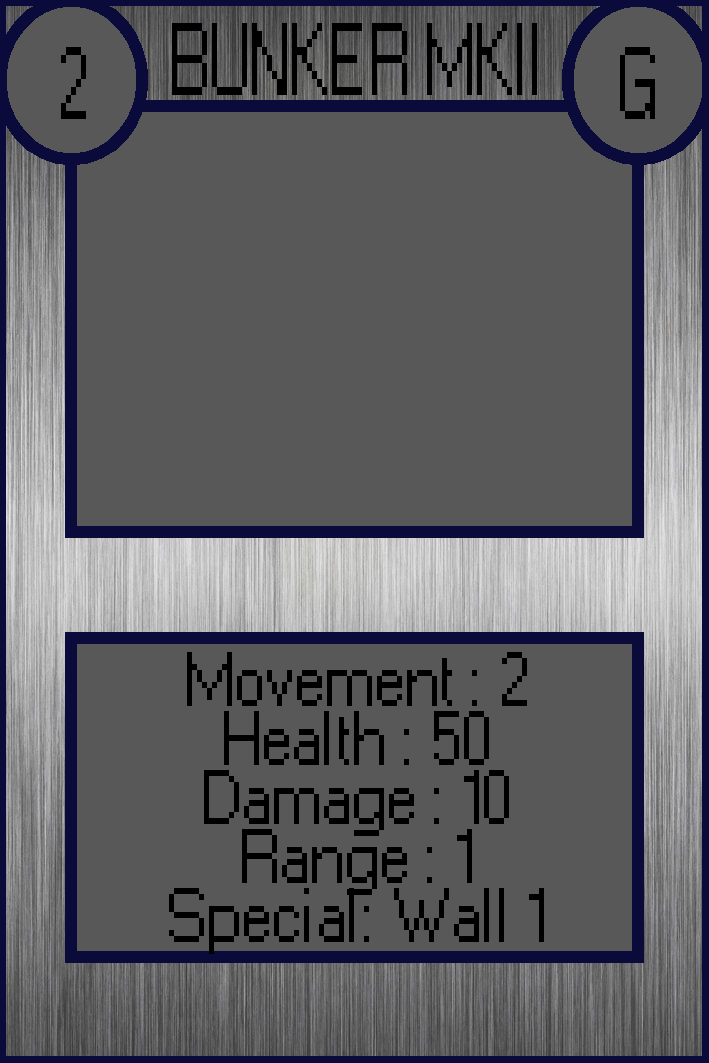 2
BUNKER MKII
G
Movement : 2
Health : 50
Damage : 10
Range : 1
Special: Wall 1